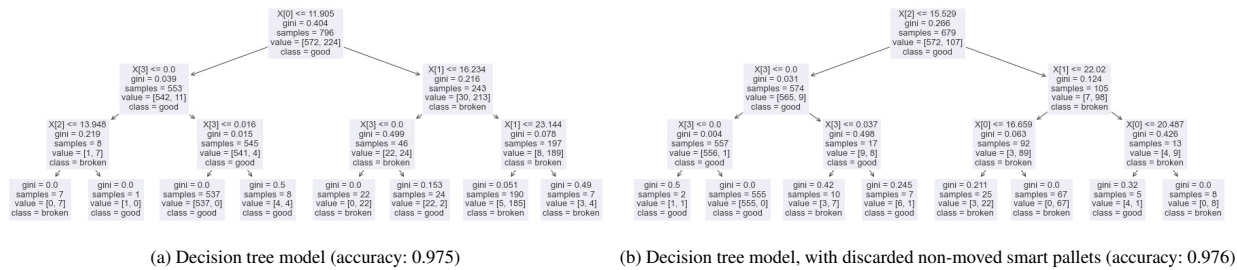 X[0] <= 11.905
gini = 0.404
samples = 796
value = [572, 224]
class = good
X[3] <= 0.0
gini = 0.039
samples = 553
value = [542, 11]
class = good
X[1] <= 16.234
gini = 0.216
samples = 243
value = [30, 213]
class = broken
X[2] <= 13.948
gini = 0.219
samples = 8
value = [1, 7]
class = broken
X[3] <= 0.016
gini = 0.015
samples = 545
value = [541, 4]
class = good
X[3] <= 0.0
gini = 0.499
samples = 46
value = [22, 24]
class = broken
X[1] <= 23.144
gini = 0.078
samples = 197
value = [8, 189]
class = broken
gini = 0.0
samples = 7
value = [0, 7]
class = broken
gini = 0.0
samples = 1
value = [1, 0]
class = good
gini = 0.0
samples = 537
value = [537, 0]
class = good
gini = 0.5
samples = 8
value = [4, 4]
class = good
gini = 0.0
samples = 22
value = [0, 22]
class = broken
gini = 0.153
samples = 24
value = [22, 2]
class = good
gini = 0.051
samples = 190
value = [5, 185]
class = broken
gini = 0.49
samples = 7
value = [3, 4]
class = broken
(a) Decision tree model (accuracy: 0.975)
X[2] <= 15.529
gini = 0.266
samples = 679
value = [572, 107]
class = good
X[3] <= 0.0
gini = 0.031
samples = 574
value = [565, 9]
class = good
X[1] <= 22.02
gini = 0.124
samples = 105
value = [7, 98]
class = broken
X[3] <= 0.0
gini = 0.004
samples = 557
value = [556, 1]
class = good
X[3] <= 0.037
gini = 0.498
samples = 17
value = [9, 8]
class = good
X[0] <= 16.659
gini = 0.063
samples = 92
value = [3, 89]
class = broken
X[0] <= 20.487
gini = 0.426
samples = 13
value = [4, 9]
class = broken
gini = 0.5
samples = 2
value = [1, 1]
class = good
gini = 0.0
samples = 555
value = [555, 0]
class = good
gini = 0.42
samples = 10
value = [3, 7]
class = broken
gini = 0.245
samples = 7
value = [6, 1]
class = good
gini = 0.211
samples = 25
value = [3, 22]
class = broken
gini = 0.0
samples = 67
value = [0, 67]
class = broken
gini = 0.32
samples = 5
value = [4, 1]
class = good
gini = 0.0
samples = 8
value = [0, 8]
class = broken
(b) Decision tree model, with discarded non-moved smart pallets (accuracy: 0.976)